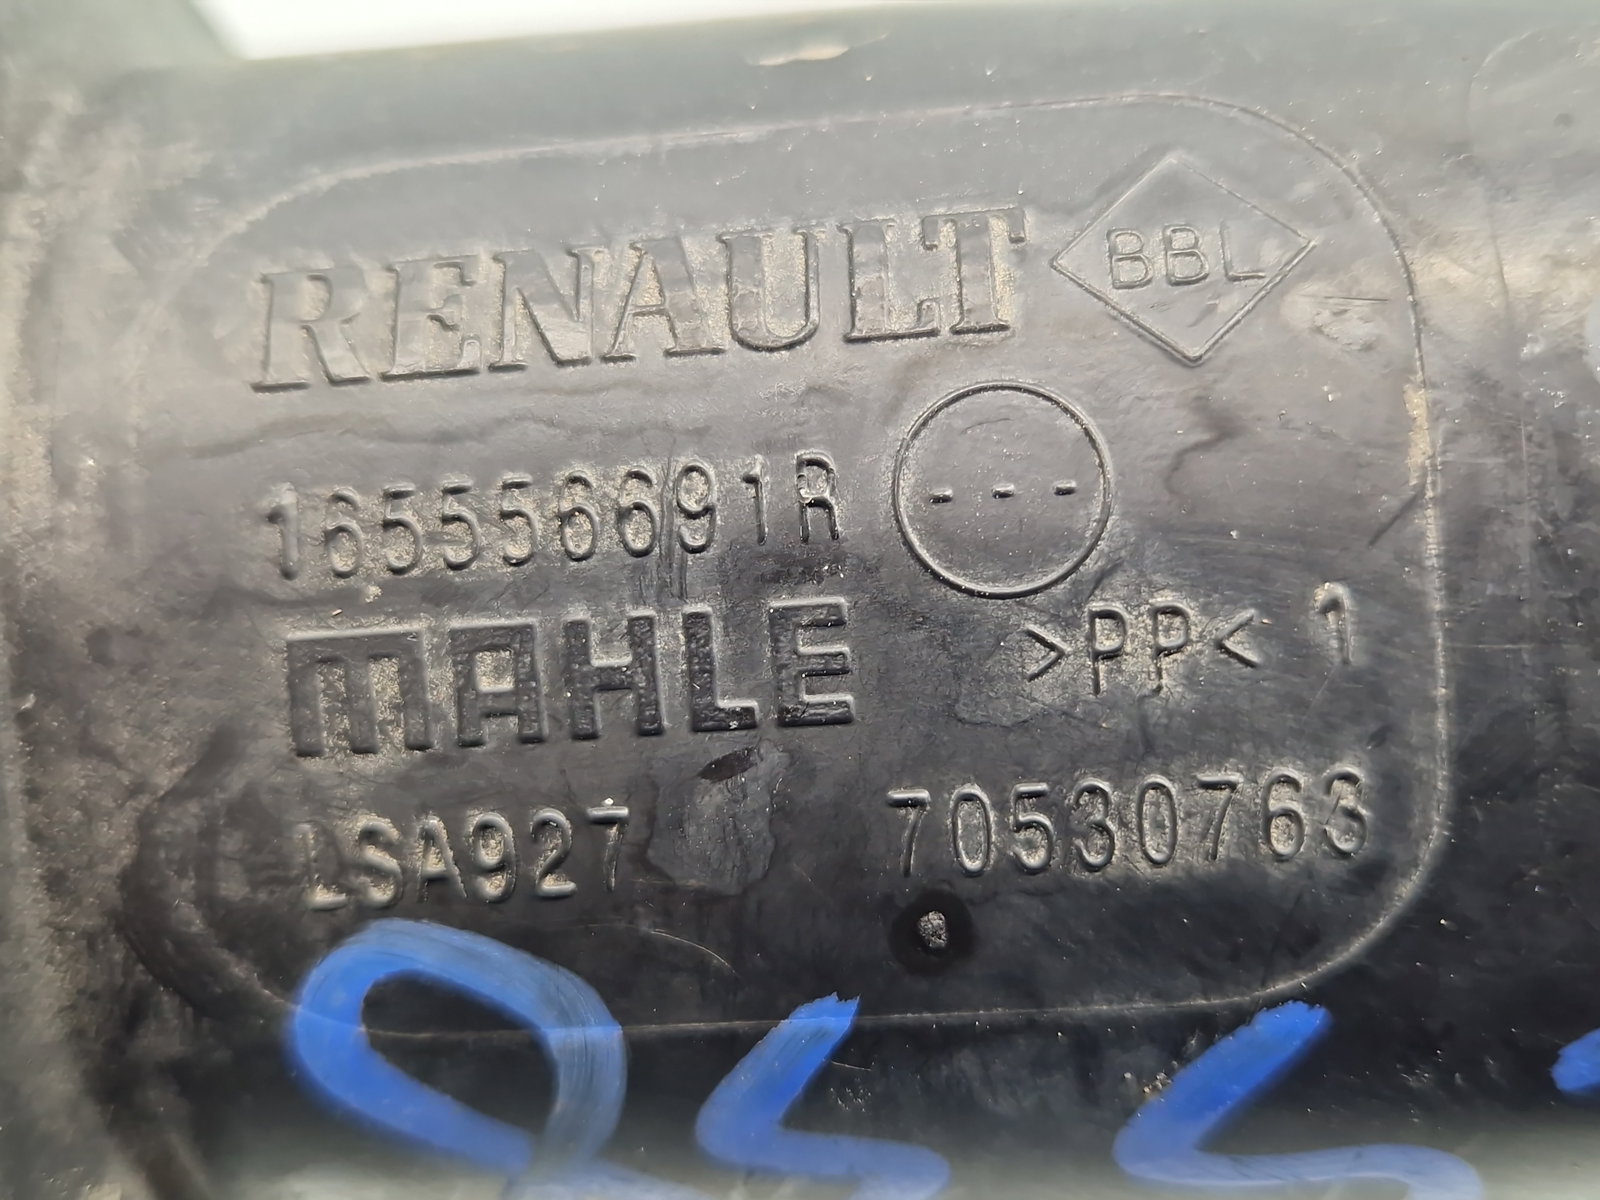 RENAULT BBL
165556691R
- - -
MAHLE >PP< 1
LSA927 70530763